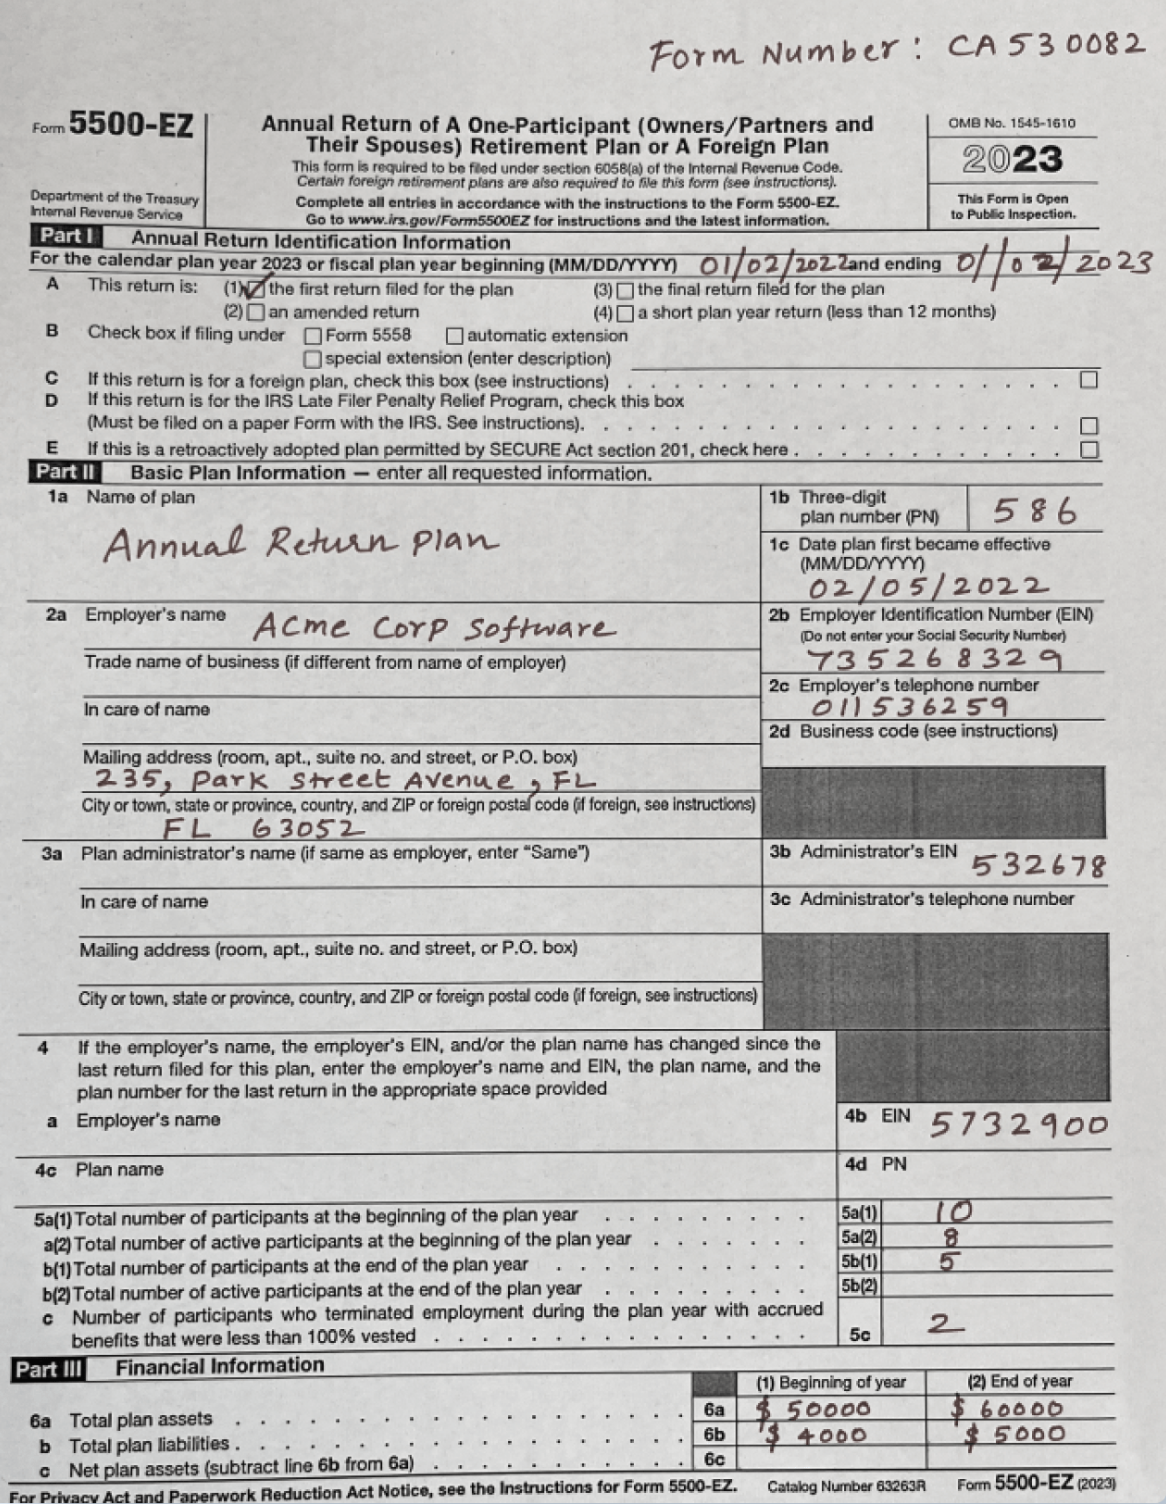 Form Number: CA530082
Form 5500-EZ
Department of the Treasury
Internal Revenue Service
Annual Return of A One-Participant (Owners/Partners and
Their Spouses) Retirement Plan or A Foreign Plan
This form is required to be filed under section 6058(a) of the Internal Revenue Code.
Certain foreign retirement plans are also required to file this form (see instructions).
Complete all entries in accordance with the instructions to the Form 5500-EZ.
Go to www.irs.gov/Form5500EZ for instructions and the latest information.
OMB No. 1545-1610
2023
This Form is Open
to Public Inspection.
Part I Annual Return Identification Information
For the calendar plan year 2023 or fiscal plan year beginning (MM/DD/YYYY) 01/02/2022 and ending 01/02/2023
A This return is: (1) ☑ the first return filed for the plan (3) ☐ the final return filed for the plan
(2) ☐ an amended return (4) ☐ a short plan year return (less than 12 months)
B Check box if filing under ☐ Form 5558 ☐ automatic extension
☐ special extension (enter description)
C If this return is for a foreign plan, check this box (see instructions) . . . . . . . . . . . . . . . . . . . ☐
D If this return is for the IRS Late Filer Penalty Relief Program, check this box
(Must be filed on a paper Form with the IRS. See instructions). . . . . . . . . . . . . . . . . . . . . ☐
E If this is a retroactively adopted plan permitted by SECURE Act section 201, check here . . . . . . . . . . . . ☐
Part II Basic Plan Information — enter all requested information.
1a Name of plan
Annual Return Plan
1b Three-digit
plan number (PN) 586
1c Date plan first became effective
(MM/DD/YYYY)
02/05/2022
2a Employer's name Acme Corp Software
Trade name of business (if different from name of employer)
In care of name
Mailing address (room, apt., suite no. and street, or P.O. box)
235, Park Street Avenue, FL
City or town, state or province, country, and ZIP or foreign postal code (if foreign, see instructions)
FL 63052
2b Employer Identification Number (EIN)
(Do not enter your Social Security Number)
735268329
2c Employer's telephone number
011536259
2d Business code (see instructions)
3a Plan administrator's name (if same as employer, enter "Same")
In care of name
Mailing address (room, apt., suite no. and street, or P.O. box)
City or town, state or province, country, and ZIP or foreign postal code (if foreign, see instructions)
3b Administrator's EIN 532678
3c Administrator's telephone number
4 If the employer's name, the employer's EIN, and/or the plan name has changed since the
last return filed for this plan, enter the employer's name and EIN, the plan name, and the
plan number for the last return in the appropriate space provided
a Employer's name 4b EIN 5732900
4c Plan name 4d PN
5a(1) Total number of participants at the beginning of the plan year . . . . . . . . . 5a(1) 10
a(2) Total number of active participants at the beginning of the plan year . . . . . . . 5a(2) 8
b(1) Total number of participants at the end of the plan year . . . . . . . . . . . 5b(1) 5
b(2) Total number of active participants at the end of the plan year . . . . . . . . . 5b(2)
c Number of participants who terminated employment during the plan year with accrued
benefits that were less than 100% vested . . . . . . . . . . . . . . . . 5c 2
Part III Financial Information
(1) Beginning of year (2) End of year
6a Total plan assets . . . . . . . . . . . . . . . . . . . 6a $ 50000 $ 60000
b Total plan liabilities . . . . . . . . . . . . . . . . . . . 6b $ 4000 $ 5000
c Net plan assets (subtract line 6b from 6a) . . . . . . . . . . . 6c
For Privacy Act and Paperwork Reduction Act Notice, see the Instructions for Form 5500-EZ. Catalog Number 63263R Form 5500-EZ (2023)